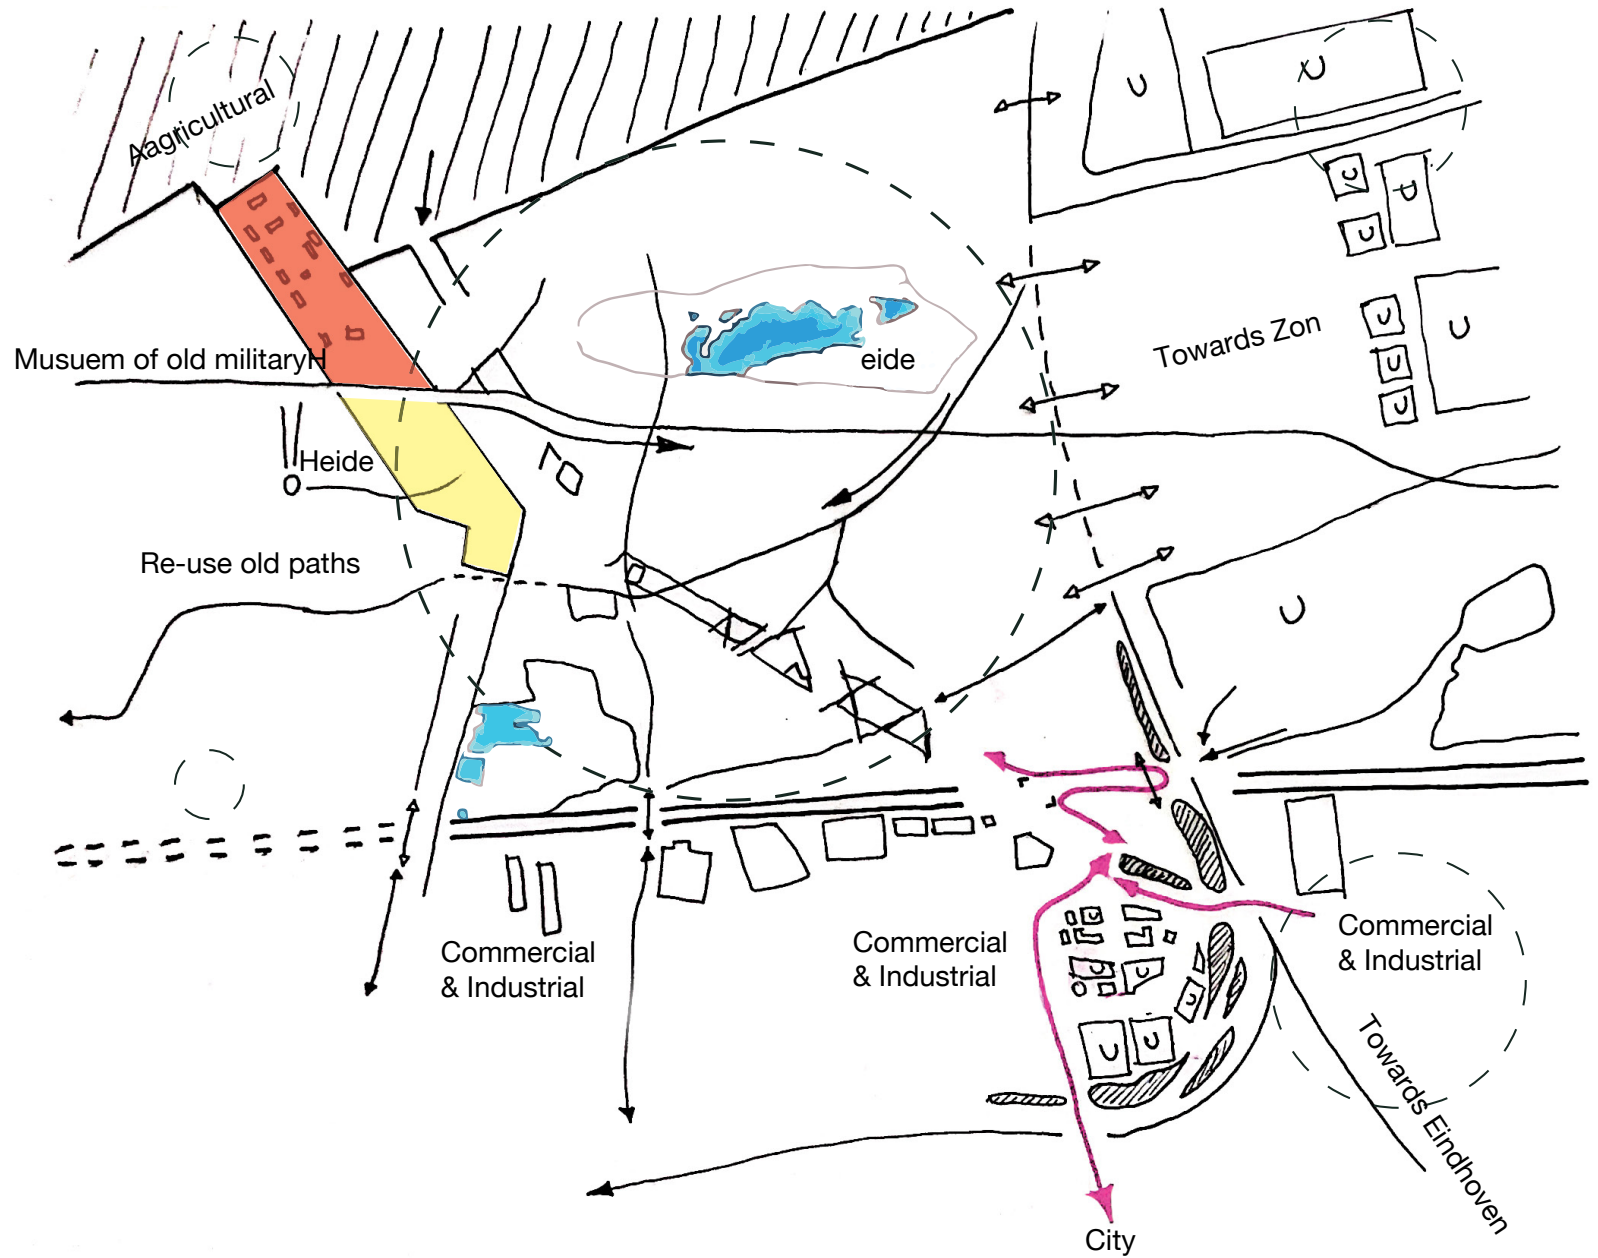 Aagricultural
Towards Zon
Musuem of old militaryH
eide
Heide
Re-use old paths
Commercial
& Industrial
Commercial
& Industrial
Commercial
& Industrial
Towards Eindhoven
City